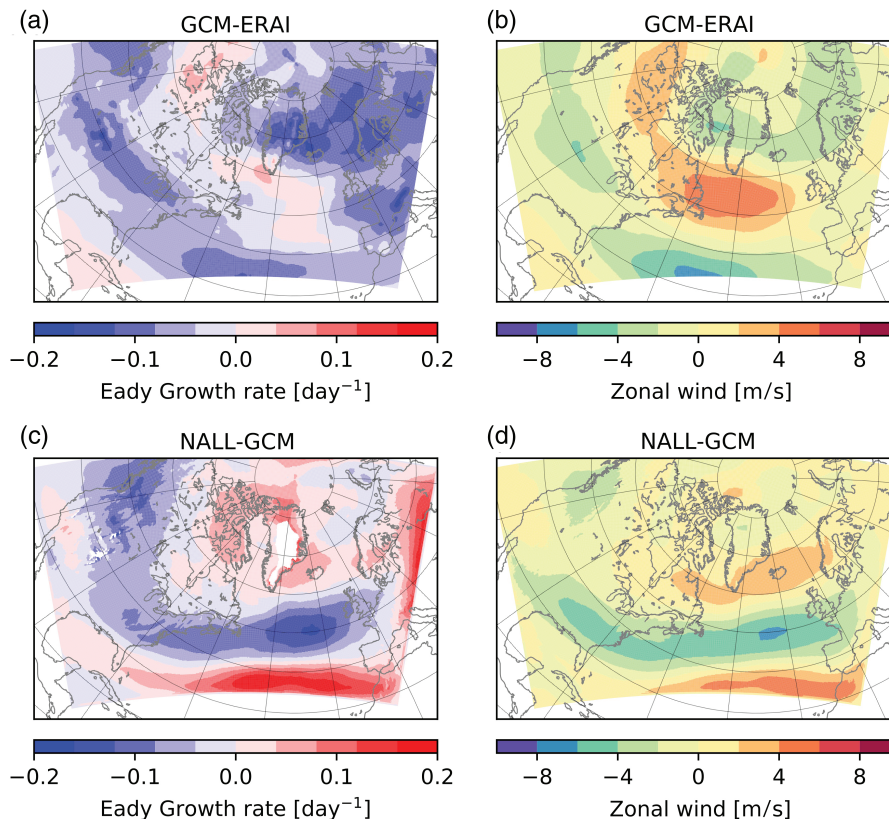 (a)
GCM-ERAI
(b)
GCM-ERAI
−0.2 −0.1 0.0 0.1 0.2
Eady Growth rate [day⁻¹]
−8 −4 0 4 8
Zonal wind [m/s]
(c)
NALL-GCM
(d)
NALL-GCM
−0.2 −0.1 0.0 0.1 0.2
Eady Growth rate [day⁻¹]
−8 −4 0 4 8
Zonal wind [m/s]